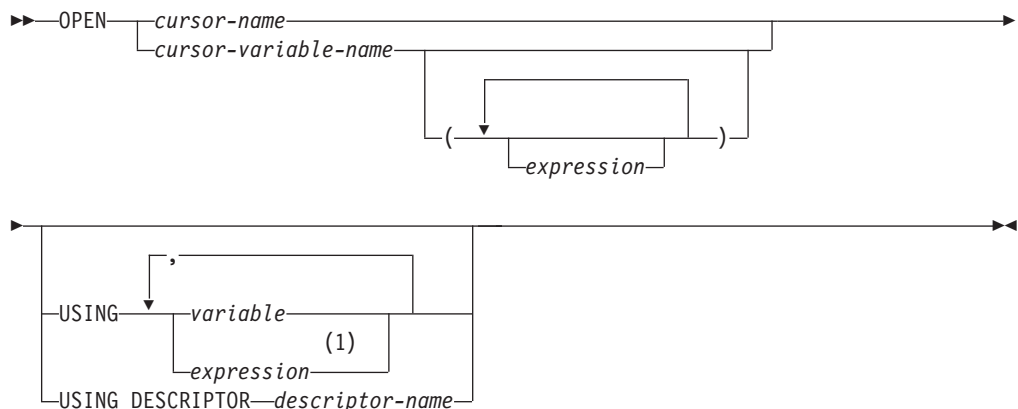 OPEN cursor-name
cursor-variable-name
( )
expression
,
USING variable
(1)
expression
USING DESCRIPTOR descriptor-name